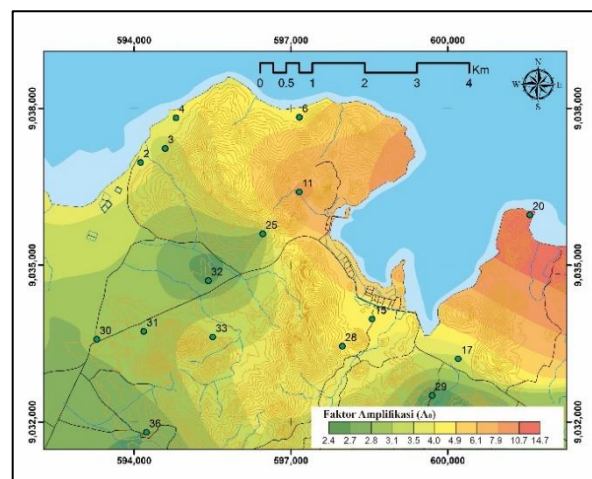 594,000 597,000 600,000
Km
0 0.5 1 2 3 4
N
W E
S
9,038,000 9,038,000
4
6
3
2
11
20
25
9,035,000 9,035,000
32
15
31
30
33
28
17
29
36
Faktor Amplilikasi (A₀)
2.4 2.7 2.8 3.1 3.5 4.0 4.9 6.1 7.9 10.7 14.7
9,032,000 9,032,000
594,000 597,000 600,000